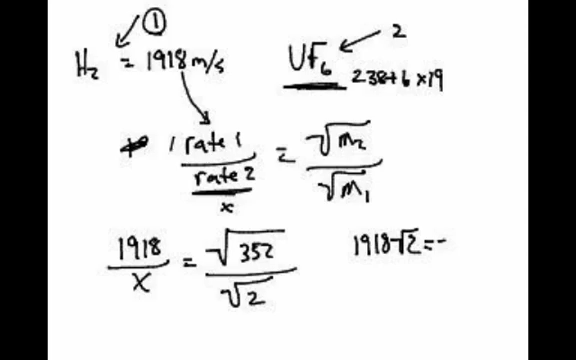 ①
H₂ = 1918 m/s
2
UF₆
238+6×19
rate 1 / rate 2 = √m₂ / √m₁
x
1918 / x = √352 / √2
1918√2 = -